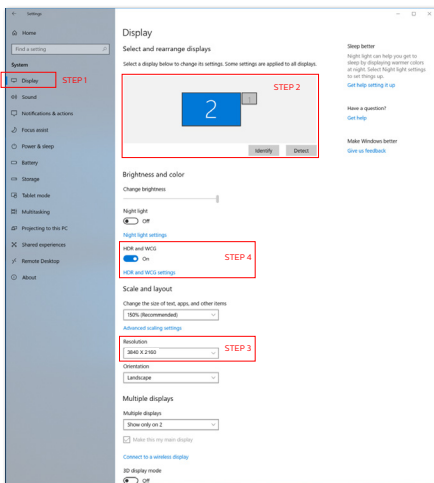 Settings
Home
Find a setting
System
Display
STEP 1
Sound
Notifications & actions
Focus assist
Power & sleep
Battery
Storage
Tablet mode
Multitasking
Projecting to this PC
Shared experiences
Remote Desktop
About
Display
Select and rearrange displays
Select a display below to change its settings. Some settings are applied to all displays.
STEP 2
2
1
Identify
Detect
Brightness and color
Change brightness
Night light
Off
Night light settings
HDR and WCG
On
STEP 4
HDR and WCG settings
Scale and layout
Change the size of text, apps, and other items
150% (Recommended)
Advanced scaling settings
Resolution
3840 X 2160
STEP 3
Orientation
Landscape
Multiple displays
Multiple displays
Show only on 2
Make this my main display
Connect to a wireless display
3D display mode
Off
Sleep better
Night light can help you get to
sleep by displaying warmer colors
at night. Select Night light settings
to set things up.
Get help setting it up
Have a question?
Get help
Make Windows better
Give us feedback